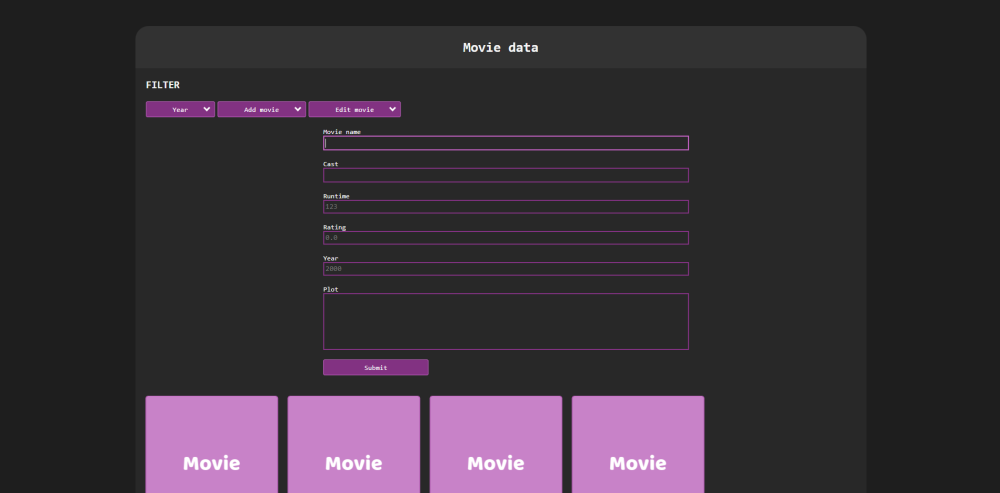 Movie data
FILTER
Year Add movie Edit movie
Movie name
Cast
Runtime
123
Rating
0.0
Year
2000
Plot
Submit
Movie Movie Movie Movie